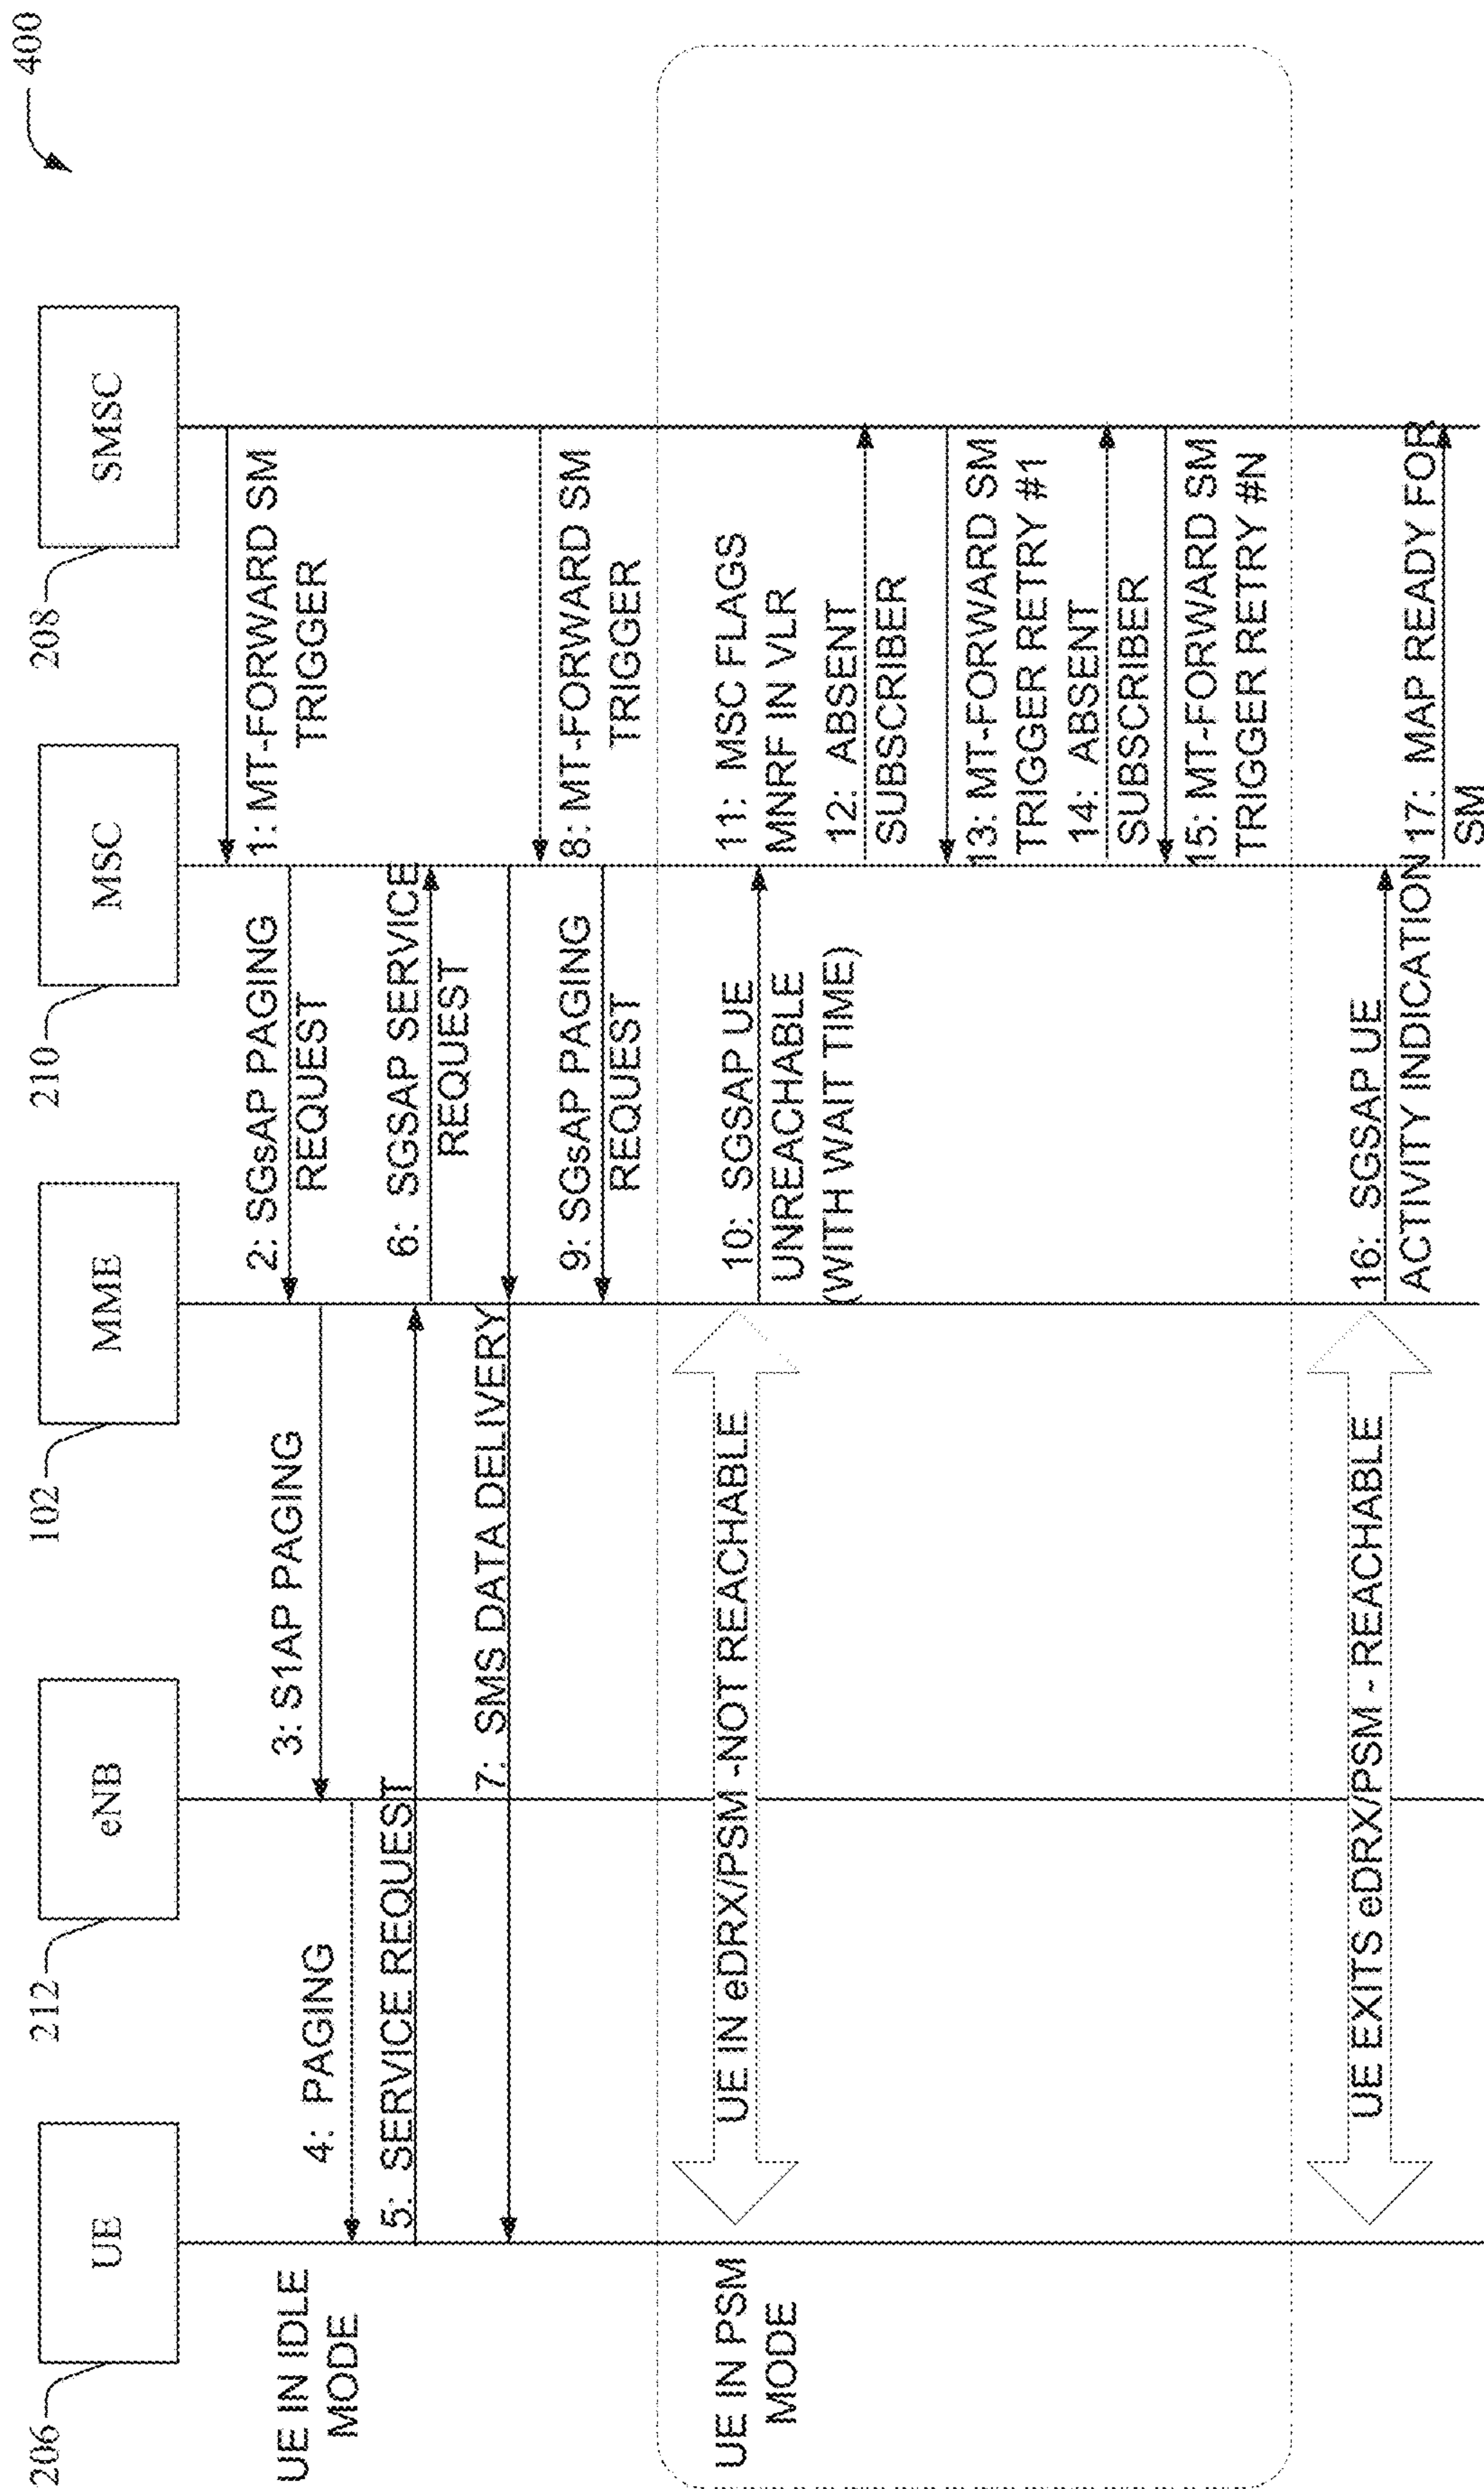 400
206
UE
212
eNB
102
MME
210
MSC
208
SMSC
UE IN IDLE
MODE
1: MT-FORWARD SM
TRIGGER
2: SGsAP PAGING
REQUEST
3: S1AP PAGING
4: PAGING
5: SERVICE REQUEST
6: SGSAP SERVICE
REQUEST
7: SMS DATA DELIVERY
8: MT-FORWARD SM
TRIGGER
9: SGsAP PAGING
REQUEST
UE IN PSM
MODE
UE IN eDRX/PSM -NOT REACHABLE
10: SGSAP UE
UNREACHABLE
(WITH WAIT TIME)
11: MSC FLAGS
MNRF IN VLR
12: ABSENT
SUBSCRIBER
13: MT-FORWARD SM
TRIGGER RETRY #1
14: ABSENT
SUBSCRIBER
15: MT-FORWARD SM
TRIGGER RETRY #N
UE EXITS eDRX/PSM - REACHABLE
16: SGSAP UE
ACTIVITY INDICATION
17: MAP READY FOR
SM